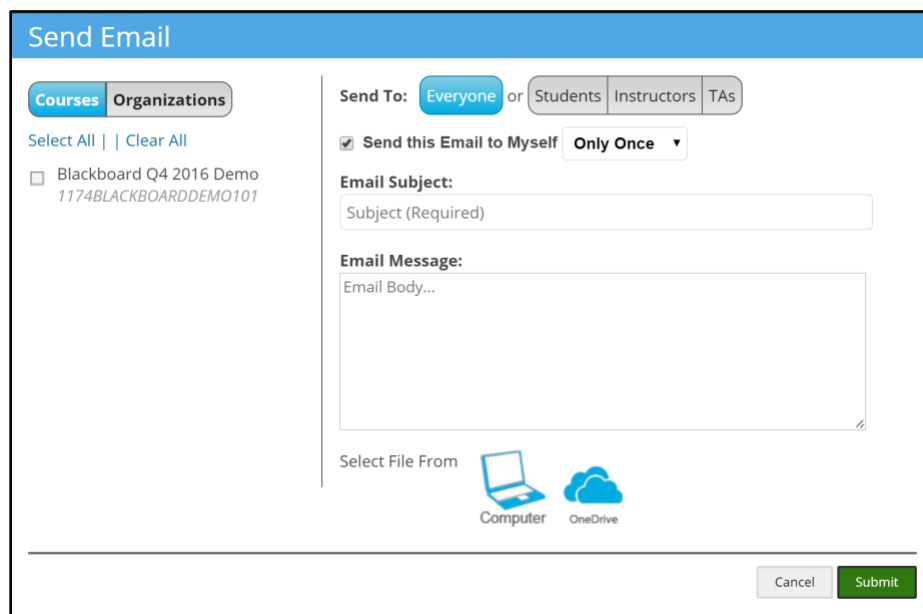 Send Email
Courses Organizations
Select All | | Clear All
Blackboard Q4 2016 Demo
1174BLACKBOARDDEMO101
Send To: Everyone or Students Instructors TAs
Send this Email to Myself Only Once
Email Subject:
Subject (Required)
Email Message:
Email Body...
Select File From
Computer OneDrive
Cancel Submit